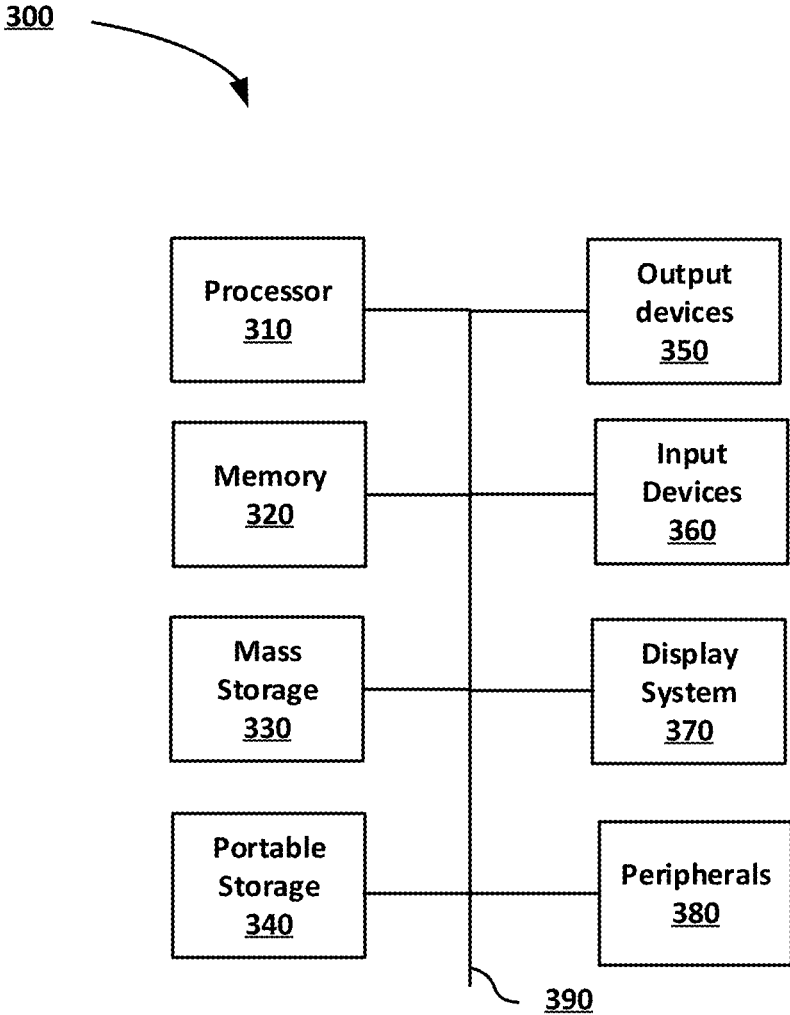 300
Processor
310
Output
devices
350
Memory
320
Input
Devices
360
Mass
Storage
330
Display
System
370
Portable
Storage
340
Peripherals
380
390